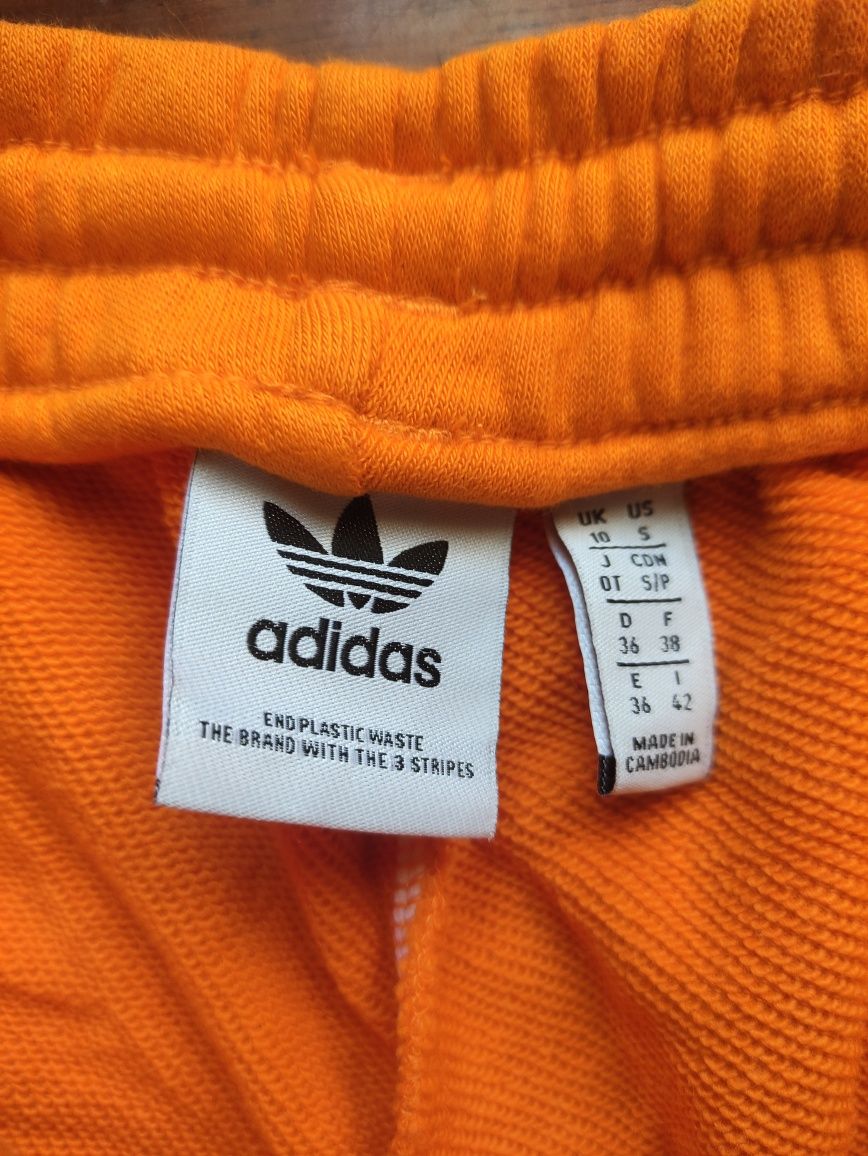 adidas
END PLASTIC WASTE
THE BRAND WITH THE 3 STRIPES
UK US
10 S
J CDN
OT S/P
D F
36 38
E I
36 42
MADE IN
CAMBODIA